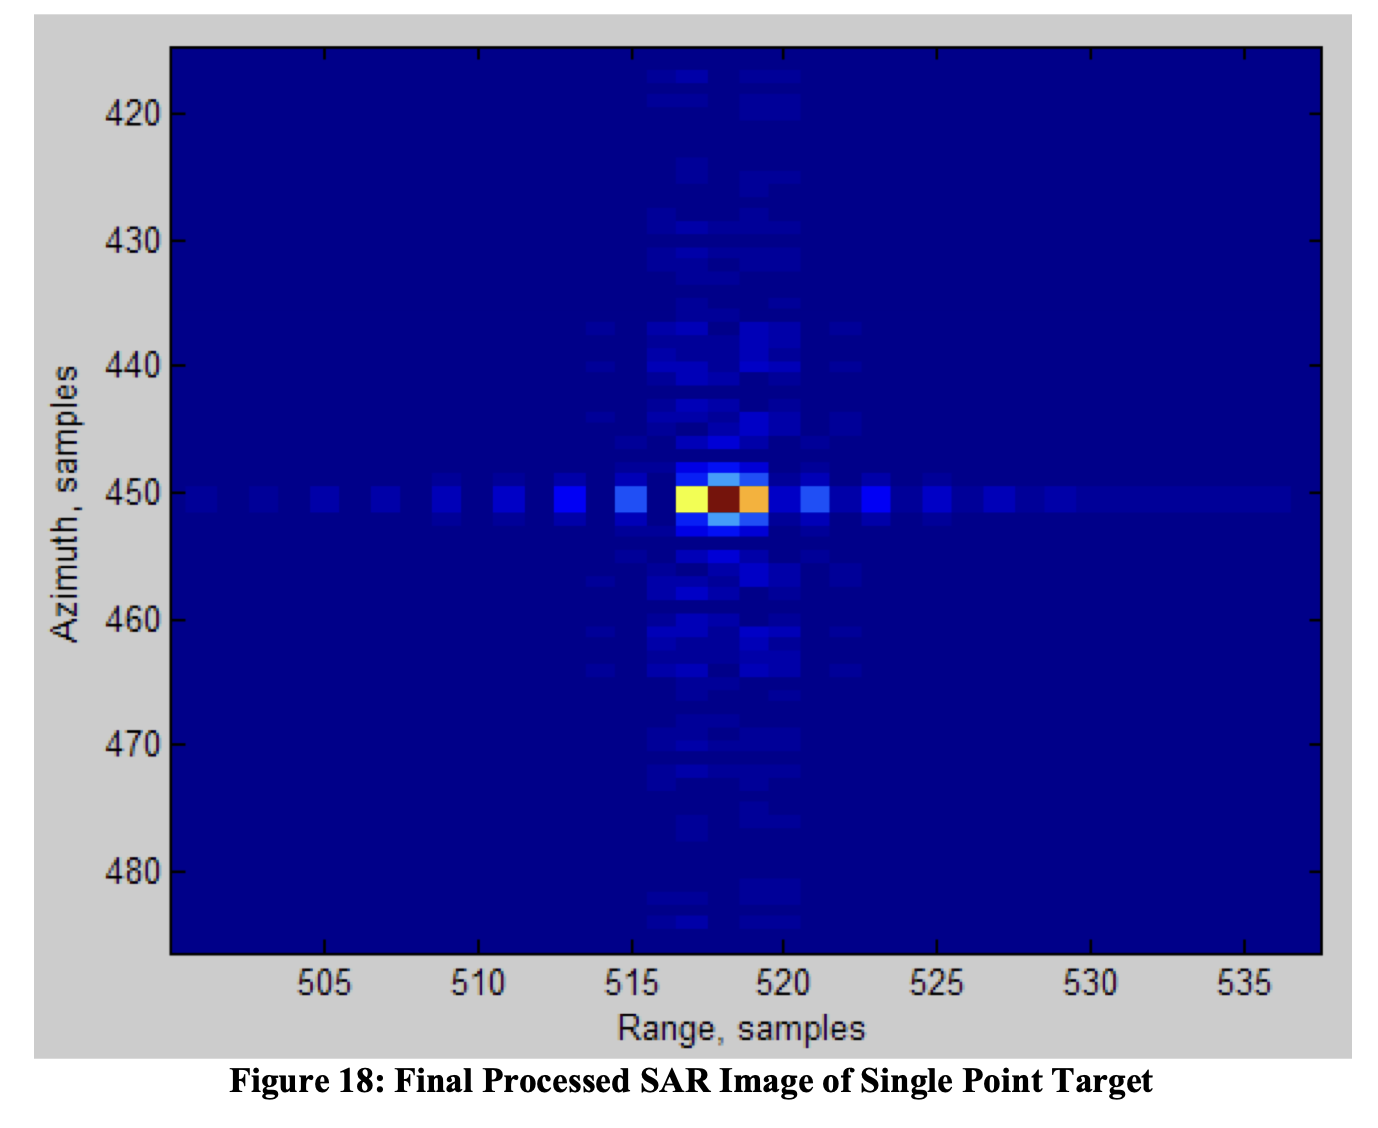 420
430
440
450
460
470
480
Azimuth, samples
505 510 515 520 525 530 535
Range, samples
Figure 18: Final Processed SAR Image of Single Point Target